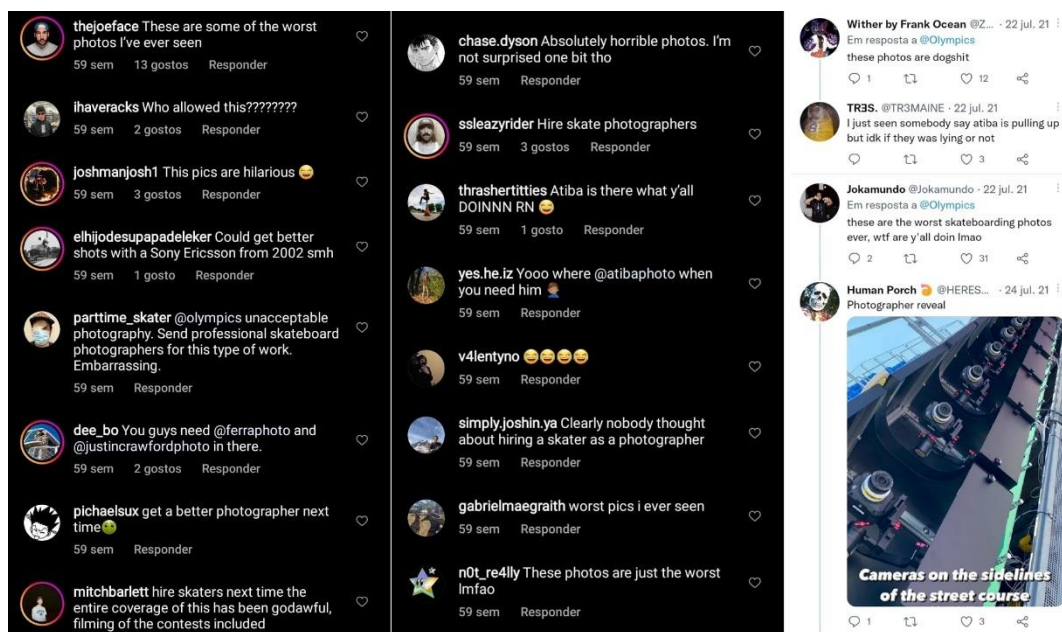 thejoeface These are some of the worst
photos I've ever seen
59 sem 13 gostos Responder
ihaveracks Who allowed this????????
59 sem 2 gostos Responder
joshmanjosh1 This pics are hilarious 😂
59 sem 3 gostos Responder
elhijodesupapadeleker Could get better
shots with a Sony Ericsson from 2002 smh
59 sem 1 gosto Responder
parttime_skater @olympics unacceptable
photography. Send professional skateboard
photographers for this type of work.
Embarrassing.
59 sem Responder
dee_bo You guys need @ferraphoto and
@justincrawfordphoto in there.
59 sem 2 gostos Responder
pichaelsux get a better photographer next
time🤢
59 sem Responder
mitchbarlett hire skaters next time the
entire coverage of this has been godawful,
filming of the contests included
chase.dyson Absolutely horrible photos. I'm
not surprised one bit tho
59 sem Responder
ssleazyrider Hire skate photographers
59 sem 3 gostos Responder
thrashertitties Atiba is there what y'all
DOINNN RN 😂
59 sem 1 gosto Responder
yes.he.iz Yooo where @atibaphoto when
you need him 🤦🏽‍♂️
59 sem Responder
v4lentyno 😂😂😂😂
59 sem Responder
simply.joshin.ya Clearly nobody thought
about hiring a skater as a photographer
59 sem Responder
gabrielmaegraith worst pics i ever seen
59 sem Responder
n0t_re4lly These photos are just the worst
lmfao
59 sem Responder
Wither by Frank Ocean @Z... · 22 jul. 21
Em resposta a @Olympics
these photos are dogshit
1 12
TRƎS. @TR3MAINE · 22 jul. 21
I just seen somebody say atiba is pulling up
but idk if they was lying or not
3
Jokamundo @Jokamundo · 22 jul. 21
Em resposta a @Olympics
these are the worst skateboarding photos
ever, wtf are y'all doin lmao
2 31
Human Porch @HERES... · 24 jul. 21
Photographer reveal
Cameras on the sidelines
of the street course
1 3